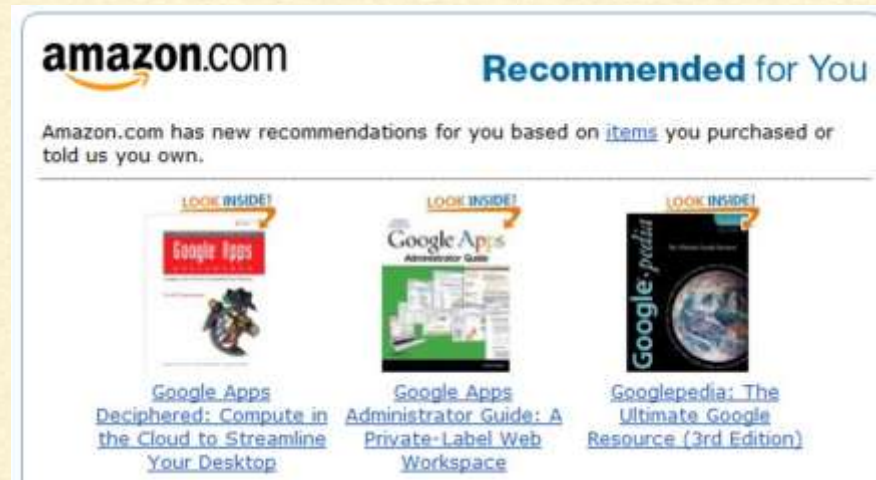 amazon.com
Recommended for You
Amazon.com has new recommendations for you based on items you purchased or
told us you own.
LOOK INSIDE!
LOOK INSIDE!
LOOK INSIDE!
Google Apps
Google Apps
Administrator Guide
Google·pedia
Google Apps
Deciphered: Compute in
the Cloud to Streamline
Your Desktop
Google Apps
Administrator Guide: A
Private-Label Web
Workspace
Googlepedia: The
Ultimate Google
Resource (3rd Edition)